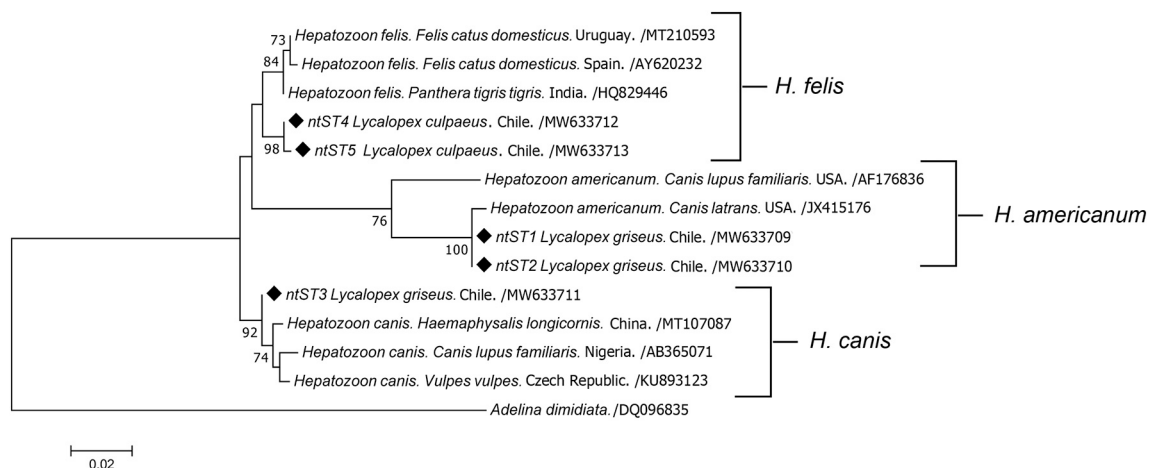 Hepatozoon felis. Felis catus domesticus. Uruguay. /MT210593
73
84
Hepatozoon felis. Felis catus domesticus. Spain. /AY620232
Hepatozoon felis. Panthera tigris tigris. India. /HQ829446
H. felis
ntST4 Lycalopex culpaeus. Chile. /MW633712
98
ntST5 Lycalopex culpaeus. Chile. /MW633713
Hepatozoon americanum. Canis lupus familiaris. USA. /AF176836
76
Hepatozoon americanum. Canis latrans. USA. /JX415176
H. americanum
ntST1 Lycalopex griseus. Chile. /MW633709
100
ntST2 Lycalopex griseus. Chile. /MW633710
ntST3 Lycalopex griseus. Chile. /MW633711
92
Hepatozoon canis. Haemaphysalis longicornis. China. /MT107087
H. canis
74
Hepatozoon canis. Canis lupus familiaris. Nigeria. /AB365071
Hepatozoon canis. Vulpes vulpes. Czech Republic. /KU893123
Adelina dimidiata. /DQ096835
0.02